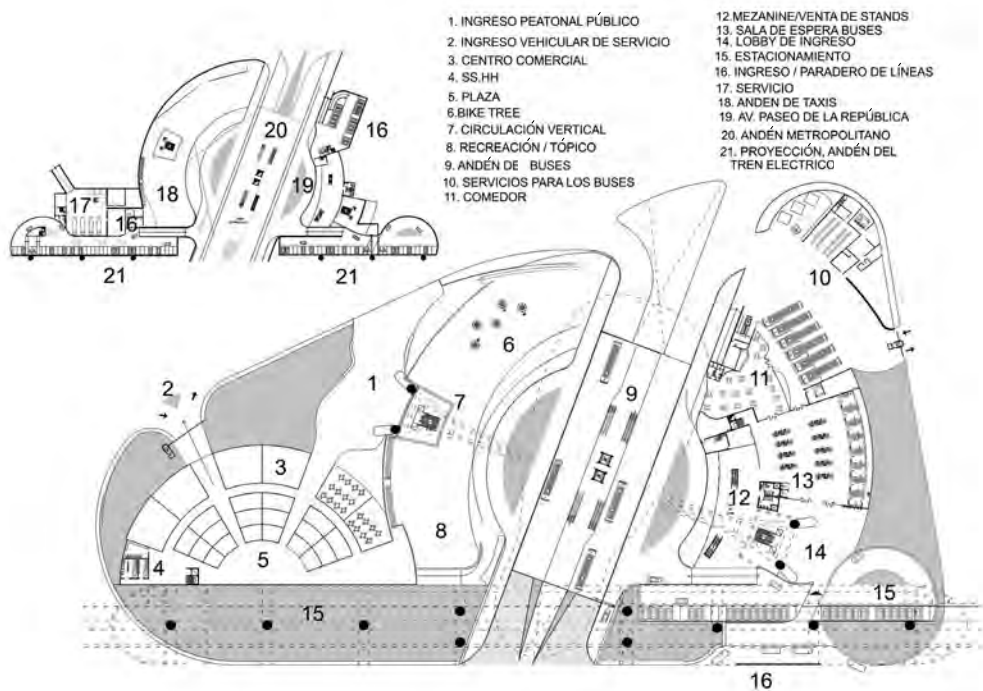 1. INGRESO PEATONAL PÚBLICO
2. INGRESO VEHICULAR DE SERVICIO
3. CENTRO COMERCIAL
4. SS.HH
5. PLAZA
6.BIKE TREE
7. CIRCULACIÓN VERTICAL
8. RECREACIÓN / TÓPICO
9. ANDÉN DE BUSES
10. SERVICIOS PARA LOS BUSES
11. COMEDOR
12.MEZANINE/VENTA DE STANDS
13. SALA DE ESPERA BUSES
14. LOBBY DE INGRESO
15. ESTACIONAMIENTO
16. INGRESO / PARADERO DE LÍNEAS
17. SERVICIO
18. ANDEN DE TAXIS
19. AV. PASEO DE LA REPÚBLICA
20. ANDÉN METROPOLITANO
21. PROYECCIÓN, ANDÉN DEL
TREN ELECTRICO
20
16
17
16
18
19
21
21
10
6
1
2
7
9
11
3
13
12
8
14
4
5
15
15
16